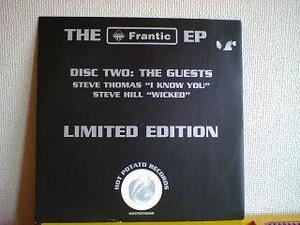 THE Frantic EP
DISC TWO: THE GUESTS
STEVE THOMAS "I KNOW YOU"
STEVE HILL "WICKED"
LIMITED EDITION
HOT POTATO RECORDS